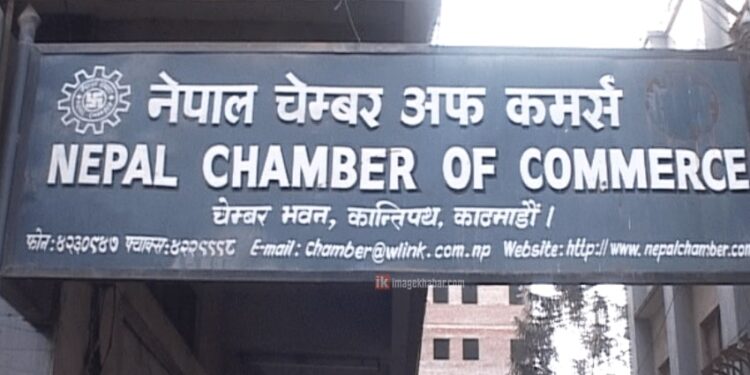 नेपाल चेम्बर अफ कमर्स
NEPAL CHAMBER OF COMMERCE
चेम्बर भवन, कान्तिपथ, काठमाडौं ।
फोन:४२३०९४७ फ्याक्स:४२२९९९८ E-mail: chamber@wlink.com.np Website: http://www.nepalchamber.com
ik imagekhabar.com